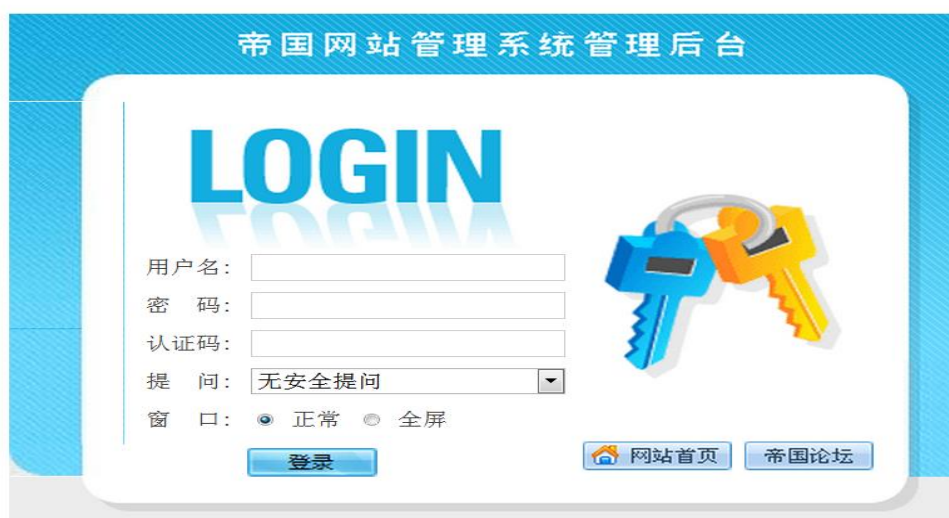 帝国网站管理系统管理后台
LOGIN
用户名:
密 码:
认证码:
提 问: 无安全提问
窗 口: 正常 全屏
登录 网站首页 帝国论坛